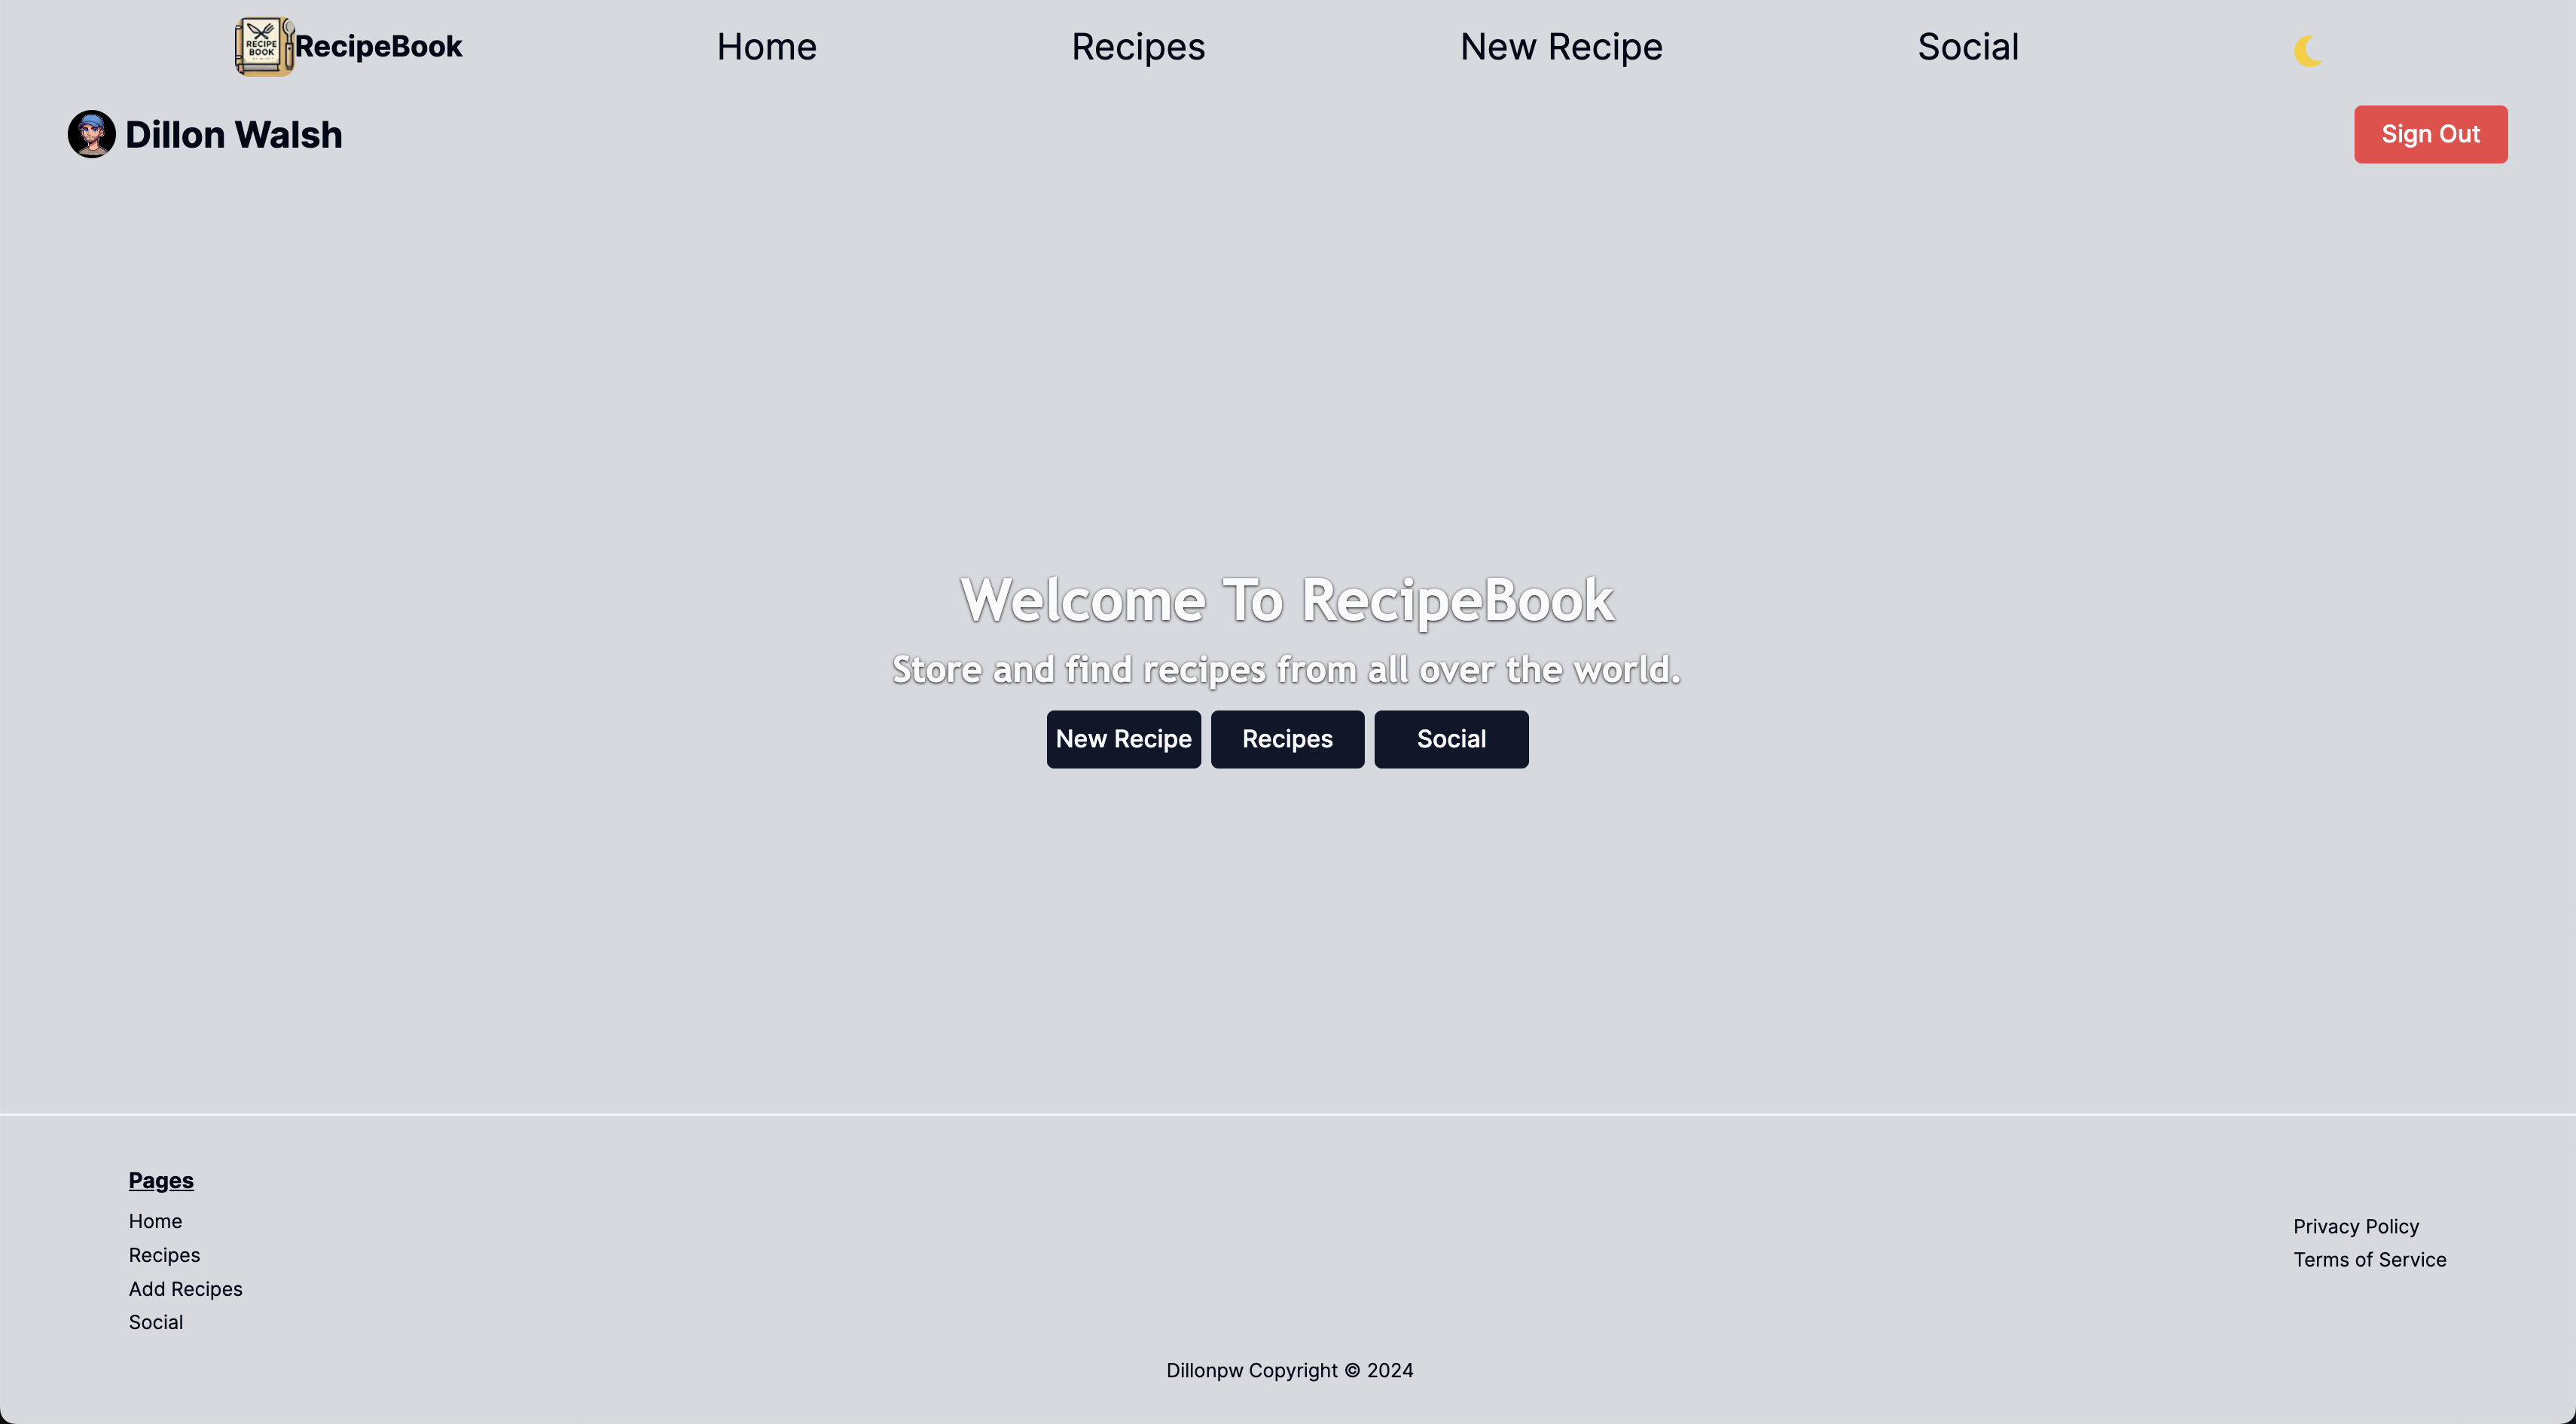 RECIPE
BOOK
RecipeBook
Home
Recipes
New Recipe
Social
Dillon Walsh
Sign Out
Welcome To RecipeBook
Store and find recipes from all over the world.
New Recipe
Recipes
Social
Pages
Home
Recipes
Add Recipes
Social
Privacy Policy
Terms of Service
Dillonpw Copyright © 2024